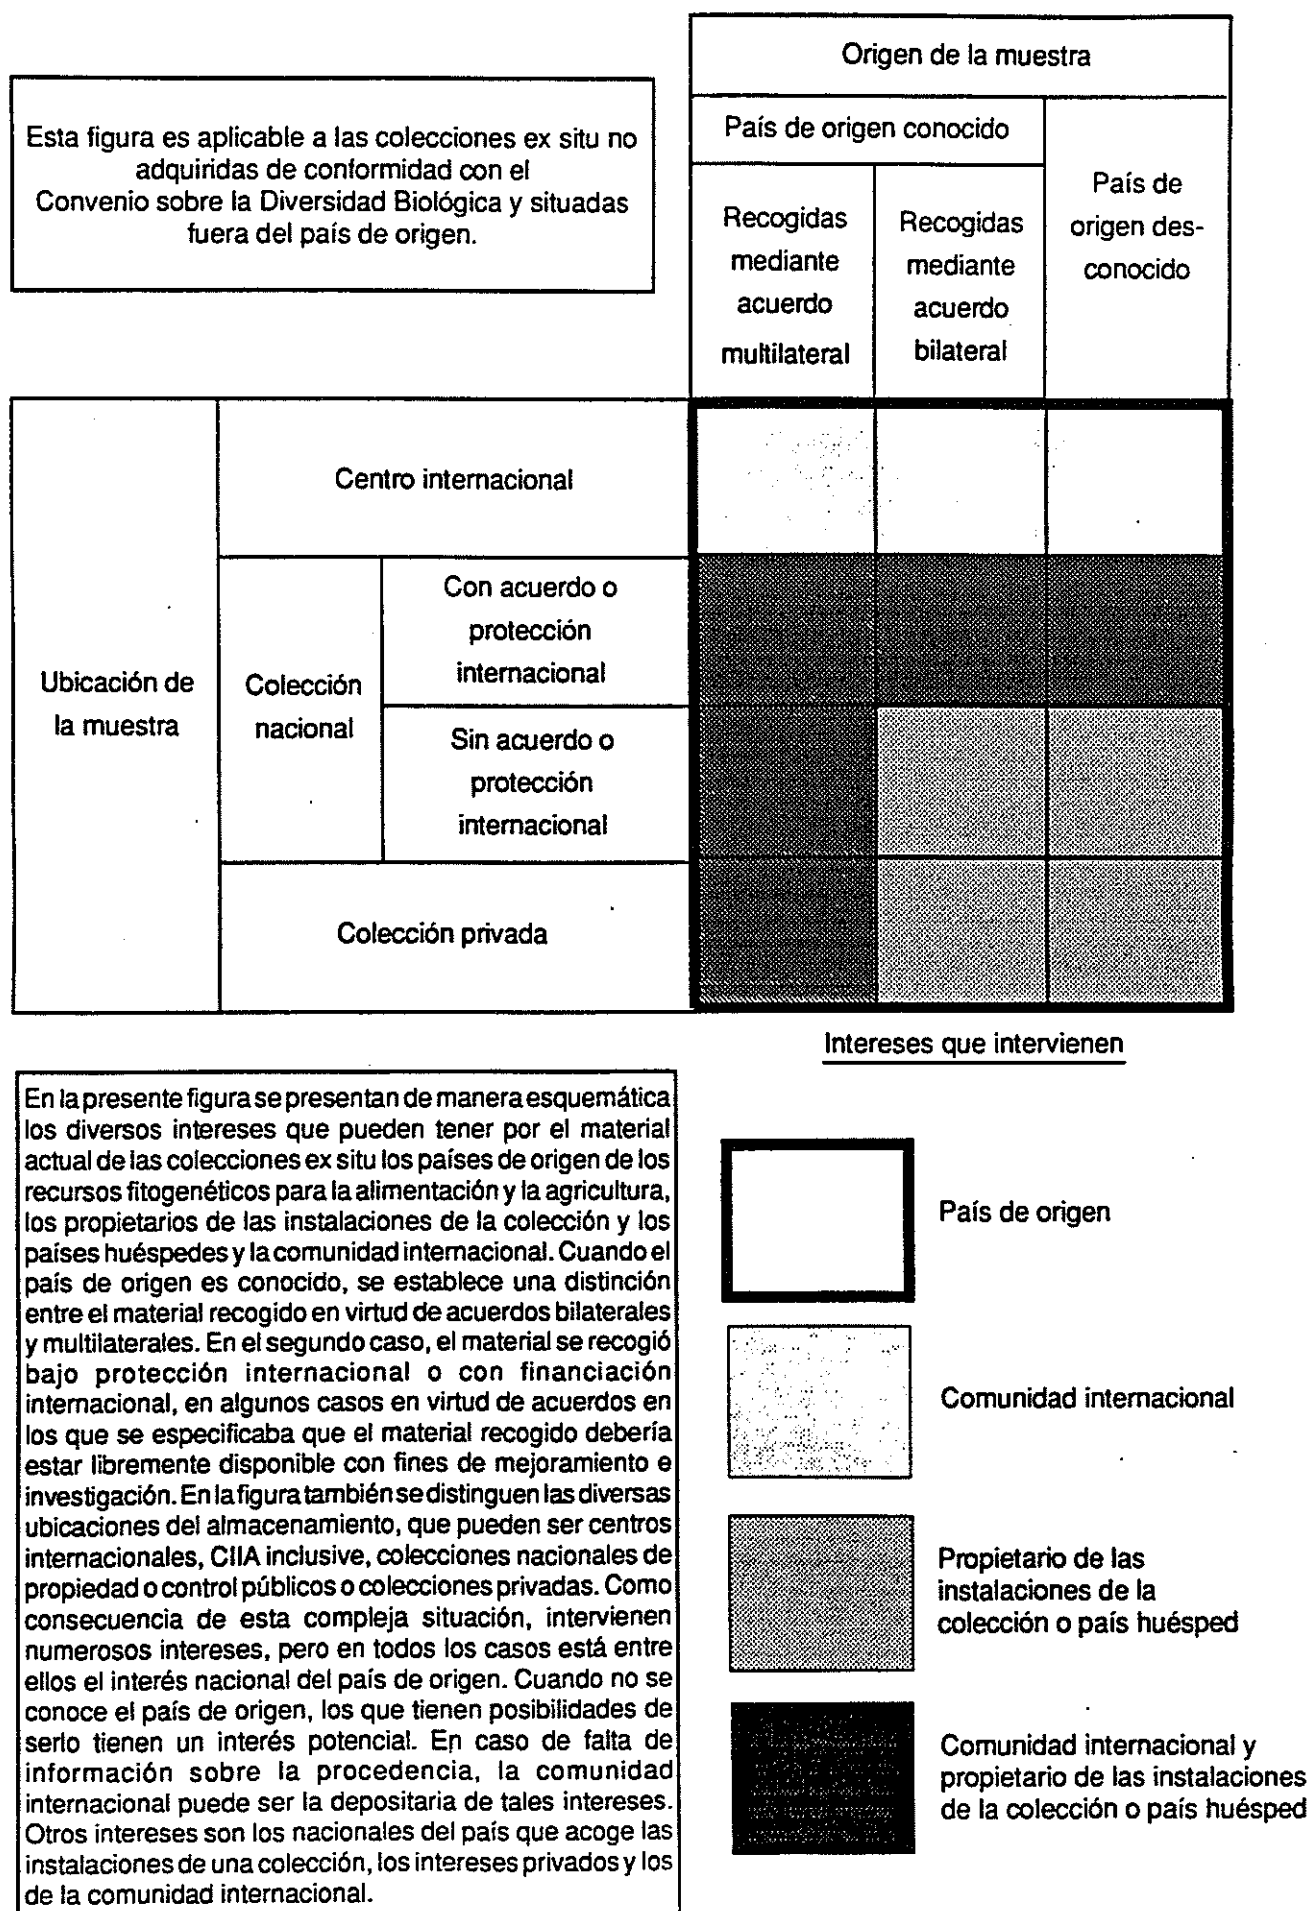 Origen de la muestra
Esta figura es aplicable a las colecciones ex situ no
adquiridas de conformidad con el
Convenio sobre la Diversidad Biológica y situadas
fuera del país de origen.
País de origen conocido
País de
origen des-
conocido
Recogidas
mediante
acuerdo
multilateral
Recogidas
mediante
acuerdo
bilateral
Ubicación de
la muestra
Centro internacional
Colección
nacional
Con acuerdo o
protección
internacional
Sin acuerdo o
protección
internacional
Colección privada
Intereses que intervienen
En la presente figura se presentan de manera esquemática
los diversos intereses que pueden tener por el material
actual de las colecciones ex situ los países de origen de los
recursos fitogenéticos para la alimentación y la agricultura,
los propietarios de las instalaciones de la colección y los
países huéspedes y la comunidad internacional. Cuando el
país de origen es conocido, se establece una distinción
entre el material recogido en virtud de acuerdos bilaterales
y multilaterales. En el segundo caso, el material se recogió
bajo protección internacional o con financiación
internacional, en algunos casos en virtud de acuerdos en
los que se especificaba que el material recogido debería
estar libremente disponible con fines de mejoramiento e
investigación. En la figura también se distinguen las diversas
ubicaciones del almacenamiento, que pueden ser centros
internacionales, CIIA inclusive, colecciones nacionales de
propiedad o control públicos o colecciones privadas. Como
consecuencia de esta compleja situación, intervienen
numerosos intereses, pero en todos los casos está entre
ellos el interés nacional del país de origen. Cuando no se
conoce el país de origen, los que tienen posibilidades de
serlo tienen un interés potencial. En caso de falta de
información sobre la procedencia, la comunidad
internacional puede ser la depositaria de tales intereses.
Otros intereses son los nacionales del país que acoge las
instalaciones de una colección, los intereses privados y los
de la comunidad internacional.
País de origen
Comunidad internacional
Propietario de las
instalaciones de la
colección o país huésped
Comunidad internacional y
propietario de las instalaciones
de la colección o país huésped